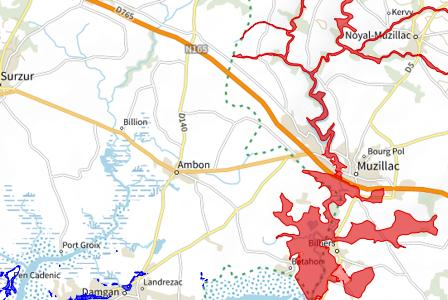 D765
Kervy
Noyal-Muzillac
N165
D5
Surzur
D140
Billion
Bourg Pol
Ambon
Muzillac
Port Groix
Billiers
Betahon
Pen Cadenic
Landrezac
Damgan